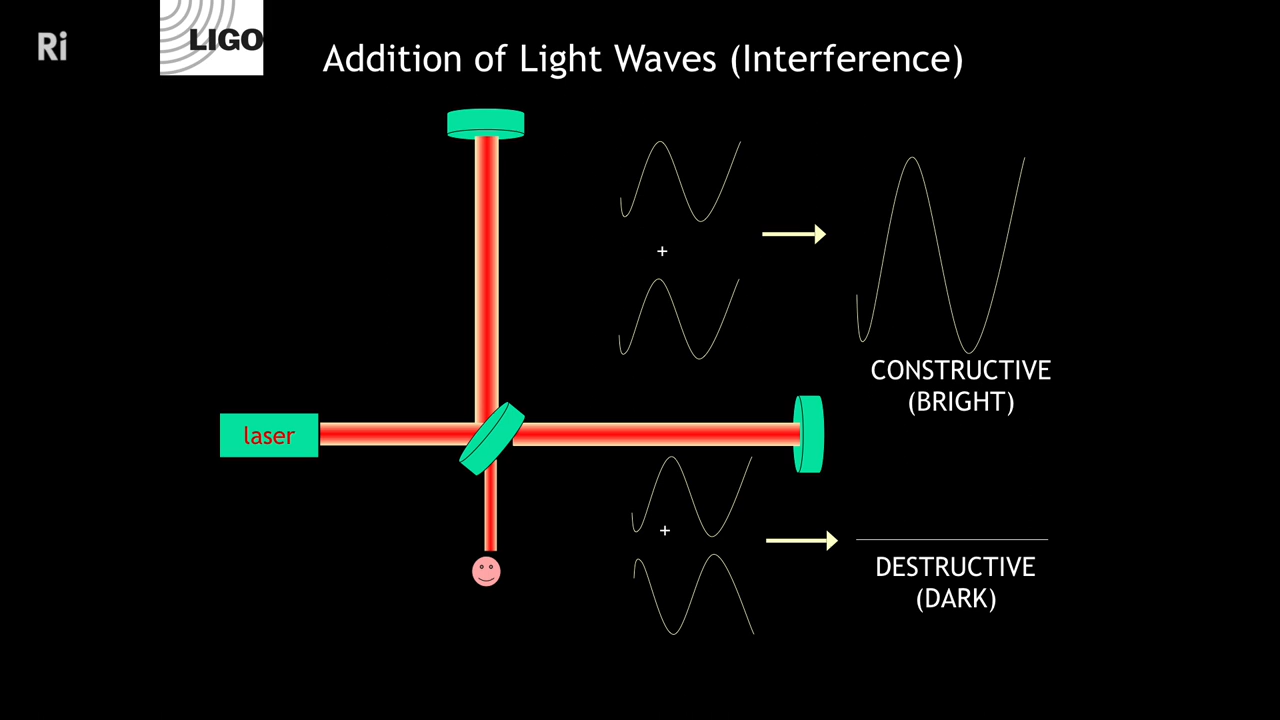 Ri
LIGO
Addition of Light Waves (Interference)
+
CONSTRUCTIVE
(BRIGHT)
laser
+
DESTRUCTIVE
(DARK)